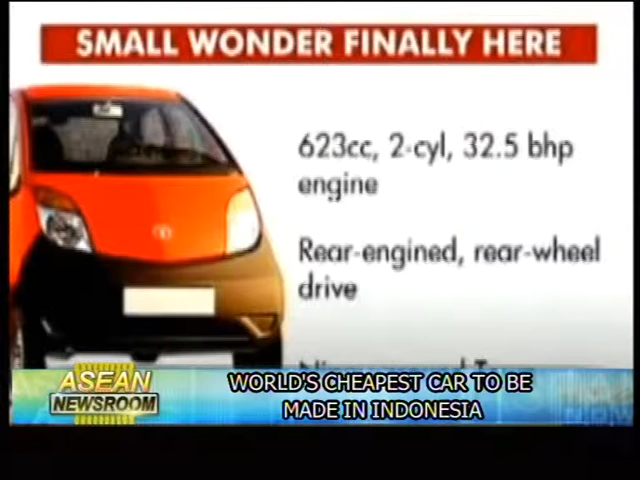 SMALL WONDER FINALLY HERE
623cc, 2-cyl, 32.5 bhp
engine
Rear-engined, rear-wheel
drive
ASEAN
NEWSROOM
WORLD'S CHEAPEST CAR TO BE
MADE IN INDONESIA